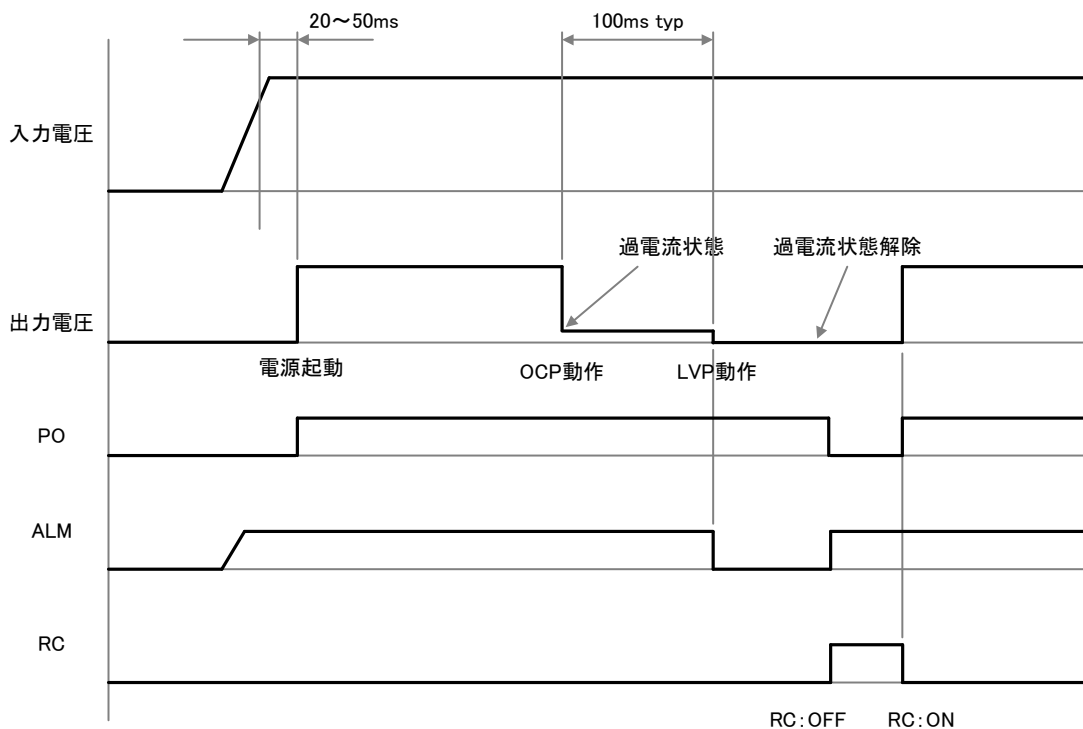 20～50ms
100ms typ
入力電圧
過電流状態
過電流状態解除
出力電圧
電源起動
OCP動作
LVP動作
PO
ALM
RC
RC：OFF
RC：ON